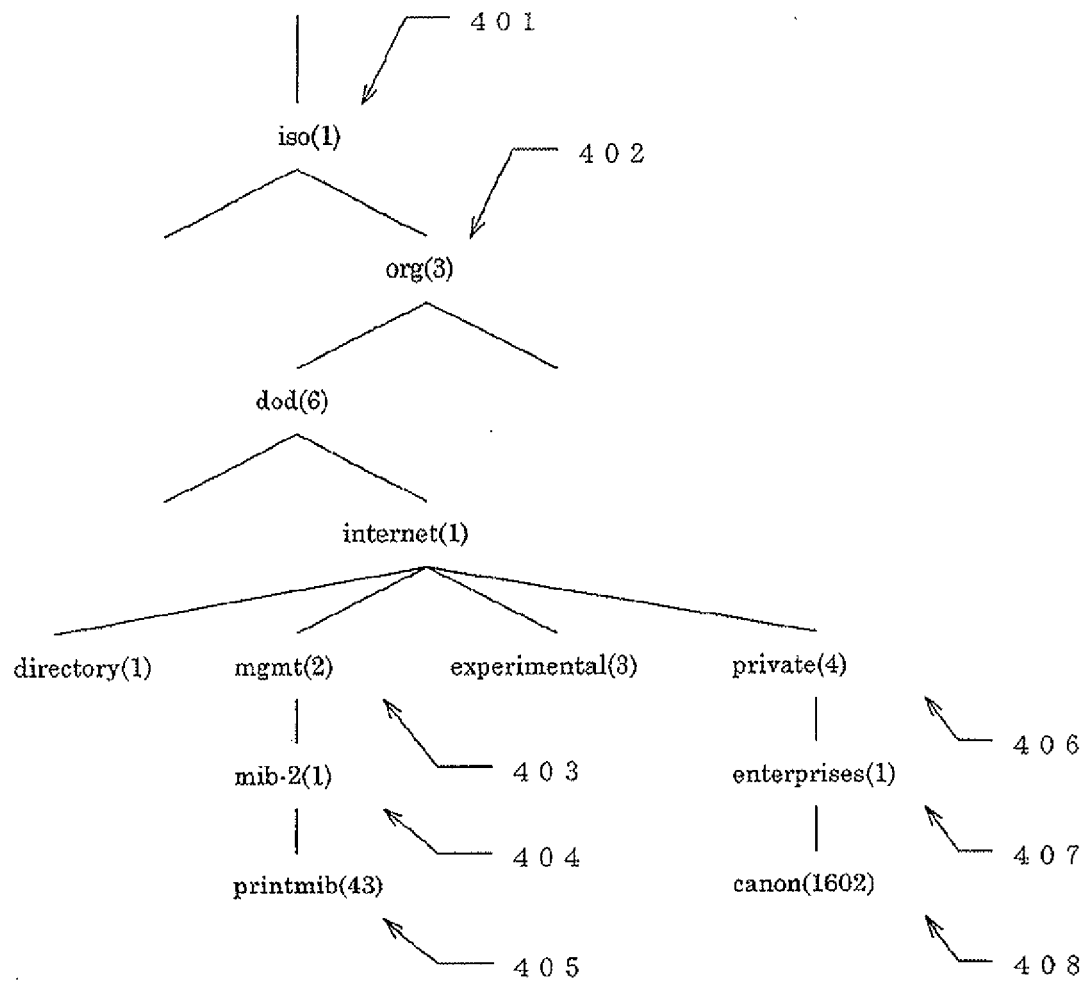 401
iso(1)
402
org(3)
dod(6)
internet(1)
directory(1) mgmt(2) experimental(3) private(4)
403 406
mib-2(1) enterprises(1)
404 407
printmib(43) canon(1602)
405 408